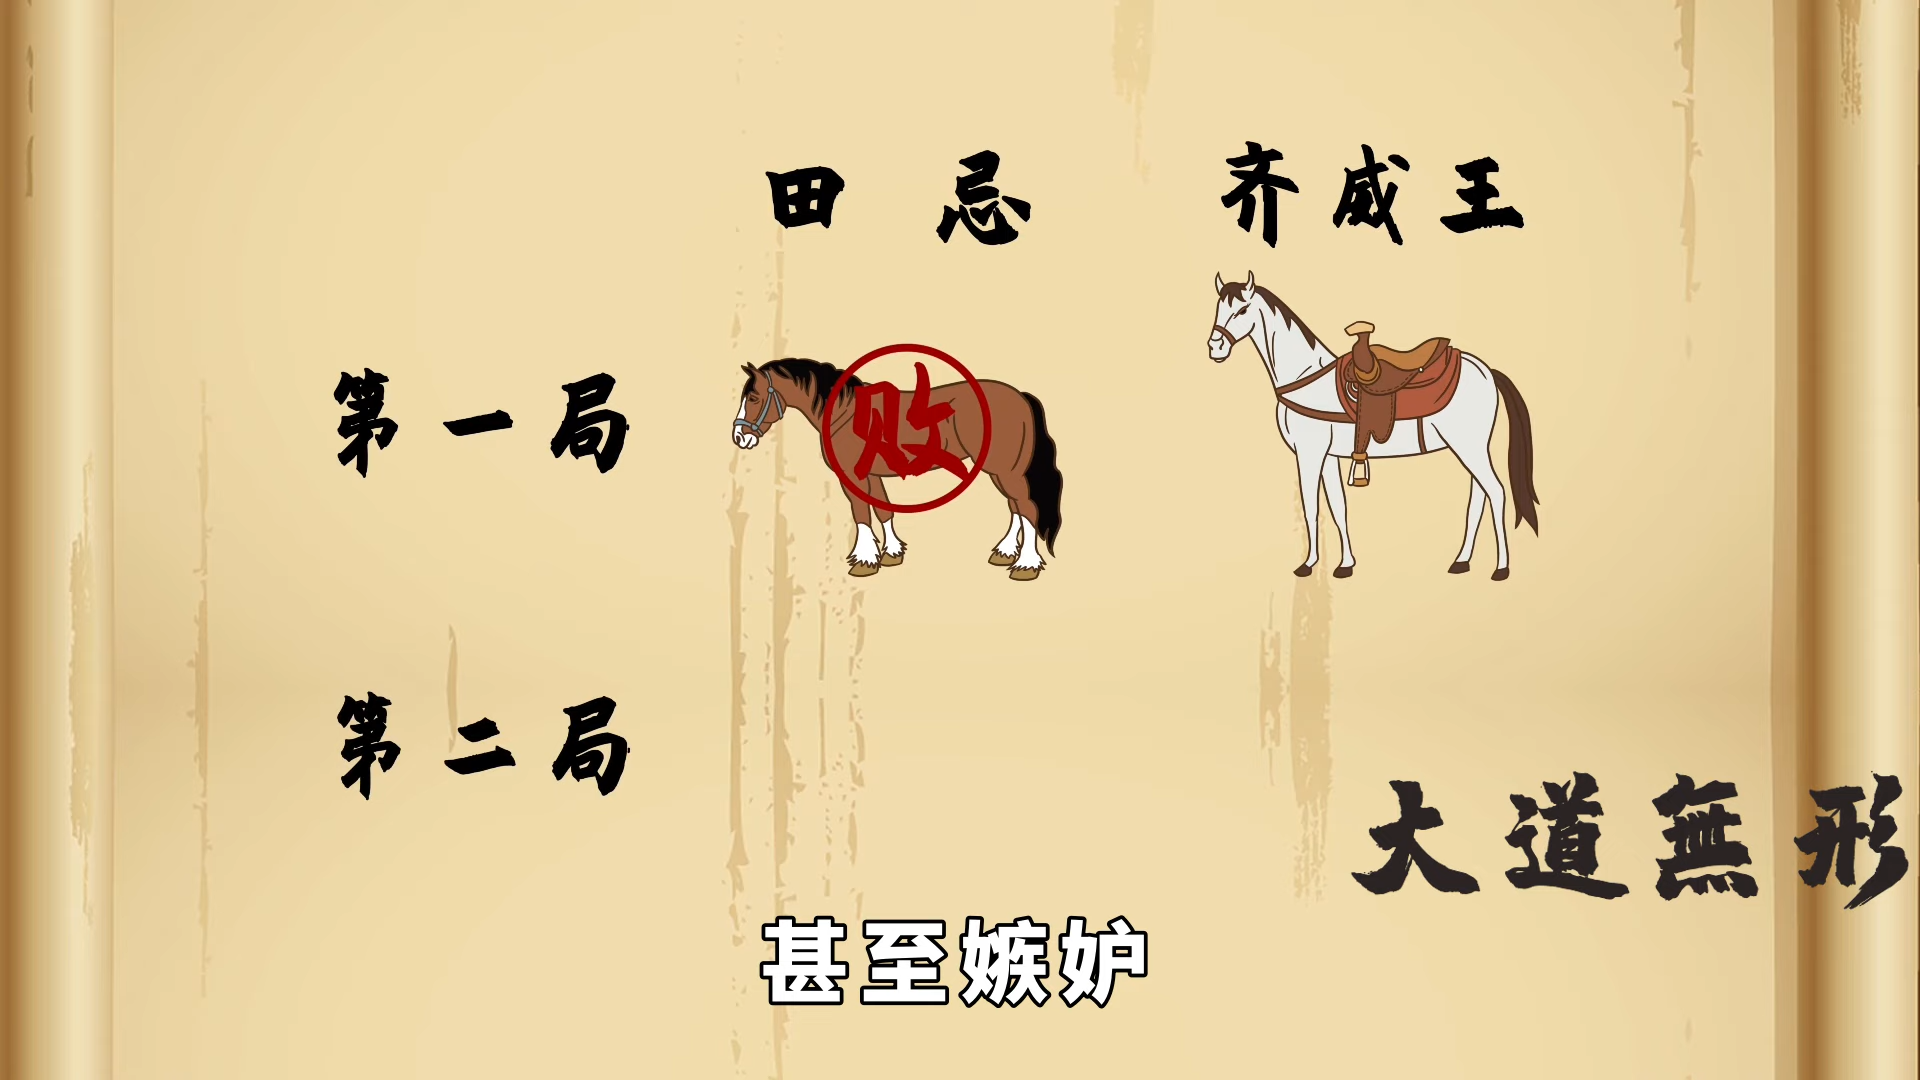 田忌 齐威王
第一局 败
第二局
大道無形
甚至嫉妒